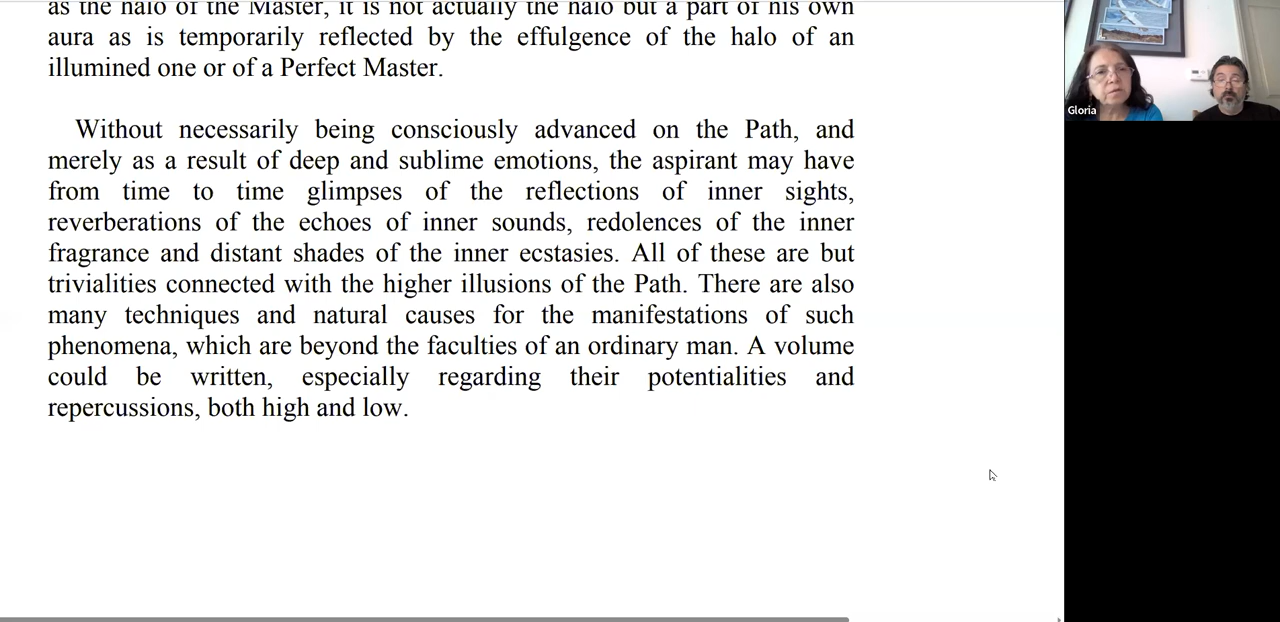 as the halo of the Master, it is not actually the halo but a part of his own
aura as is temporarily reflected by the effulgence of the halo of an
illumined one or of a Perfect Master.
Without necessarily being consciously advanced on the Path, and
merely as a result of deep and sublime emotions, the aspirant may have
from time to time glimpses of the reflections of inner sights,
reverberations of the echoes of inner sounds, redolences of the inner
fragrance and distant shades of the inner ecstasies. All of these are but
trivialities connected with the higher illusions of the Path. There are also
many techniques and natural causes for the manifestations of such
phenomena, which are beyond the faculties of an ordinary man. A volume
could be written, especially regarding their potentialities and
repercussions, both high and low.
Gloria